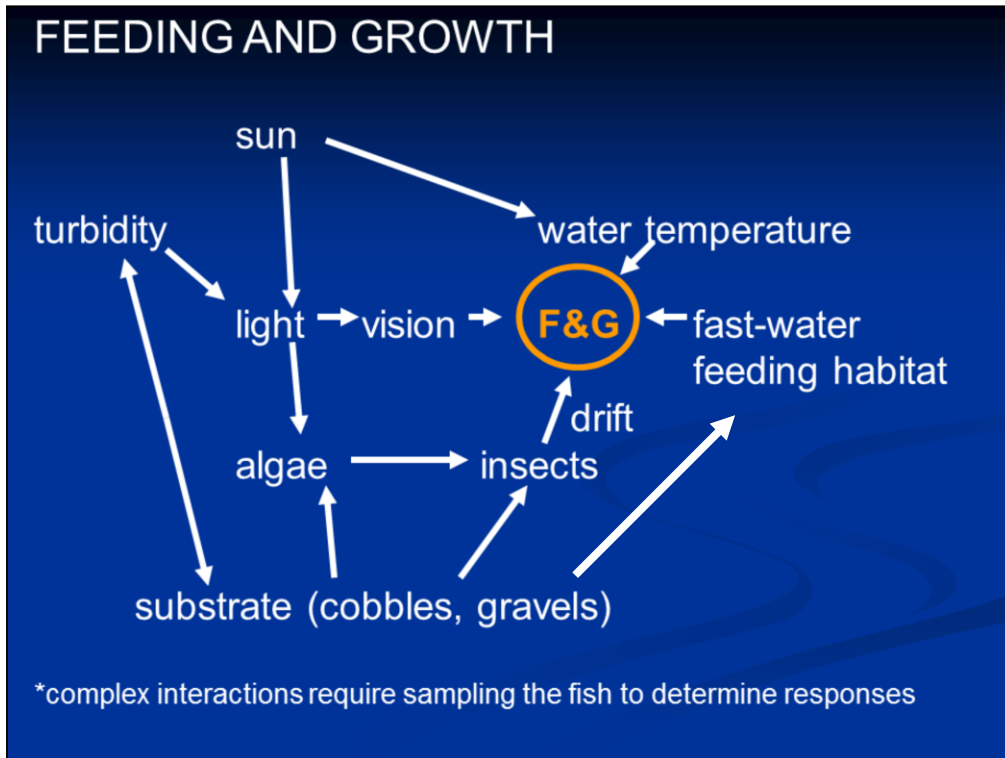 FEEDING AND GROWTH
sun
turbidity
water temperature
light
vision
F&G
fast-water
feeding habitat
drift
algae
insects
substrate (cobbles, gravels)
*complex interactions require sampling the fish to determine responses